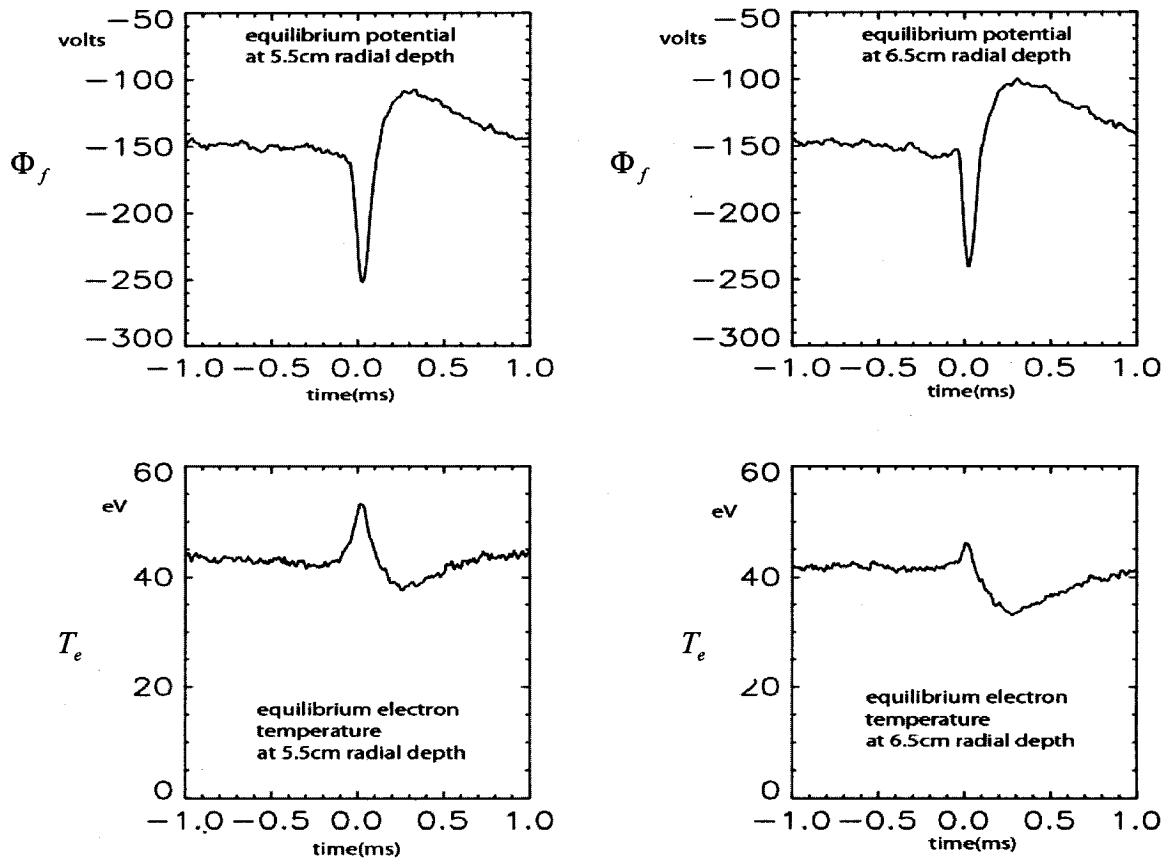 −50
volts
equilibrium potential
at 5.5cm radial depth
−100
Φf
−150
−200
−250
−300
−1.0 −0.5 0.0 0.5 1.0
time(ms)
−50
volts
equilibrium potential
at 6.5cm radial depth
−100
Φf
−150
−200
−250
−300
−1.0 −0.5 0.0 0.5 1.0
time(ms)
60
eV
40
Te
20
equilibrium electron
temperature
at 5.5cm radial depth
0
−1.0 −0.5 0.0 0.5 1.0
time(ms)
60
eV
40
Te
20
equilibrium electron
temperature
at 6.5cm radial depth
0
−1.0 −0.5 0.0 0.5 1.0
time(ms)